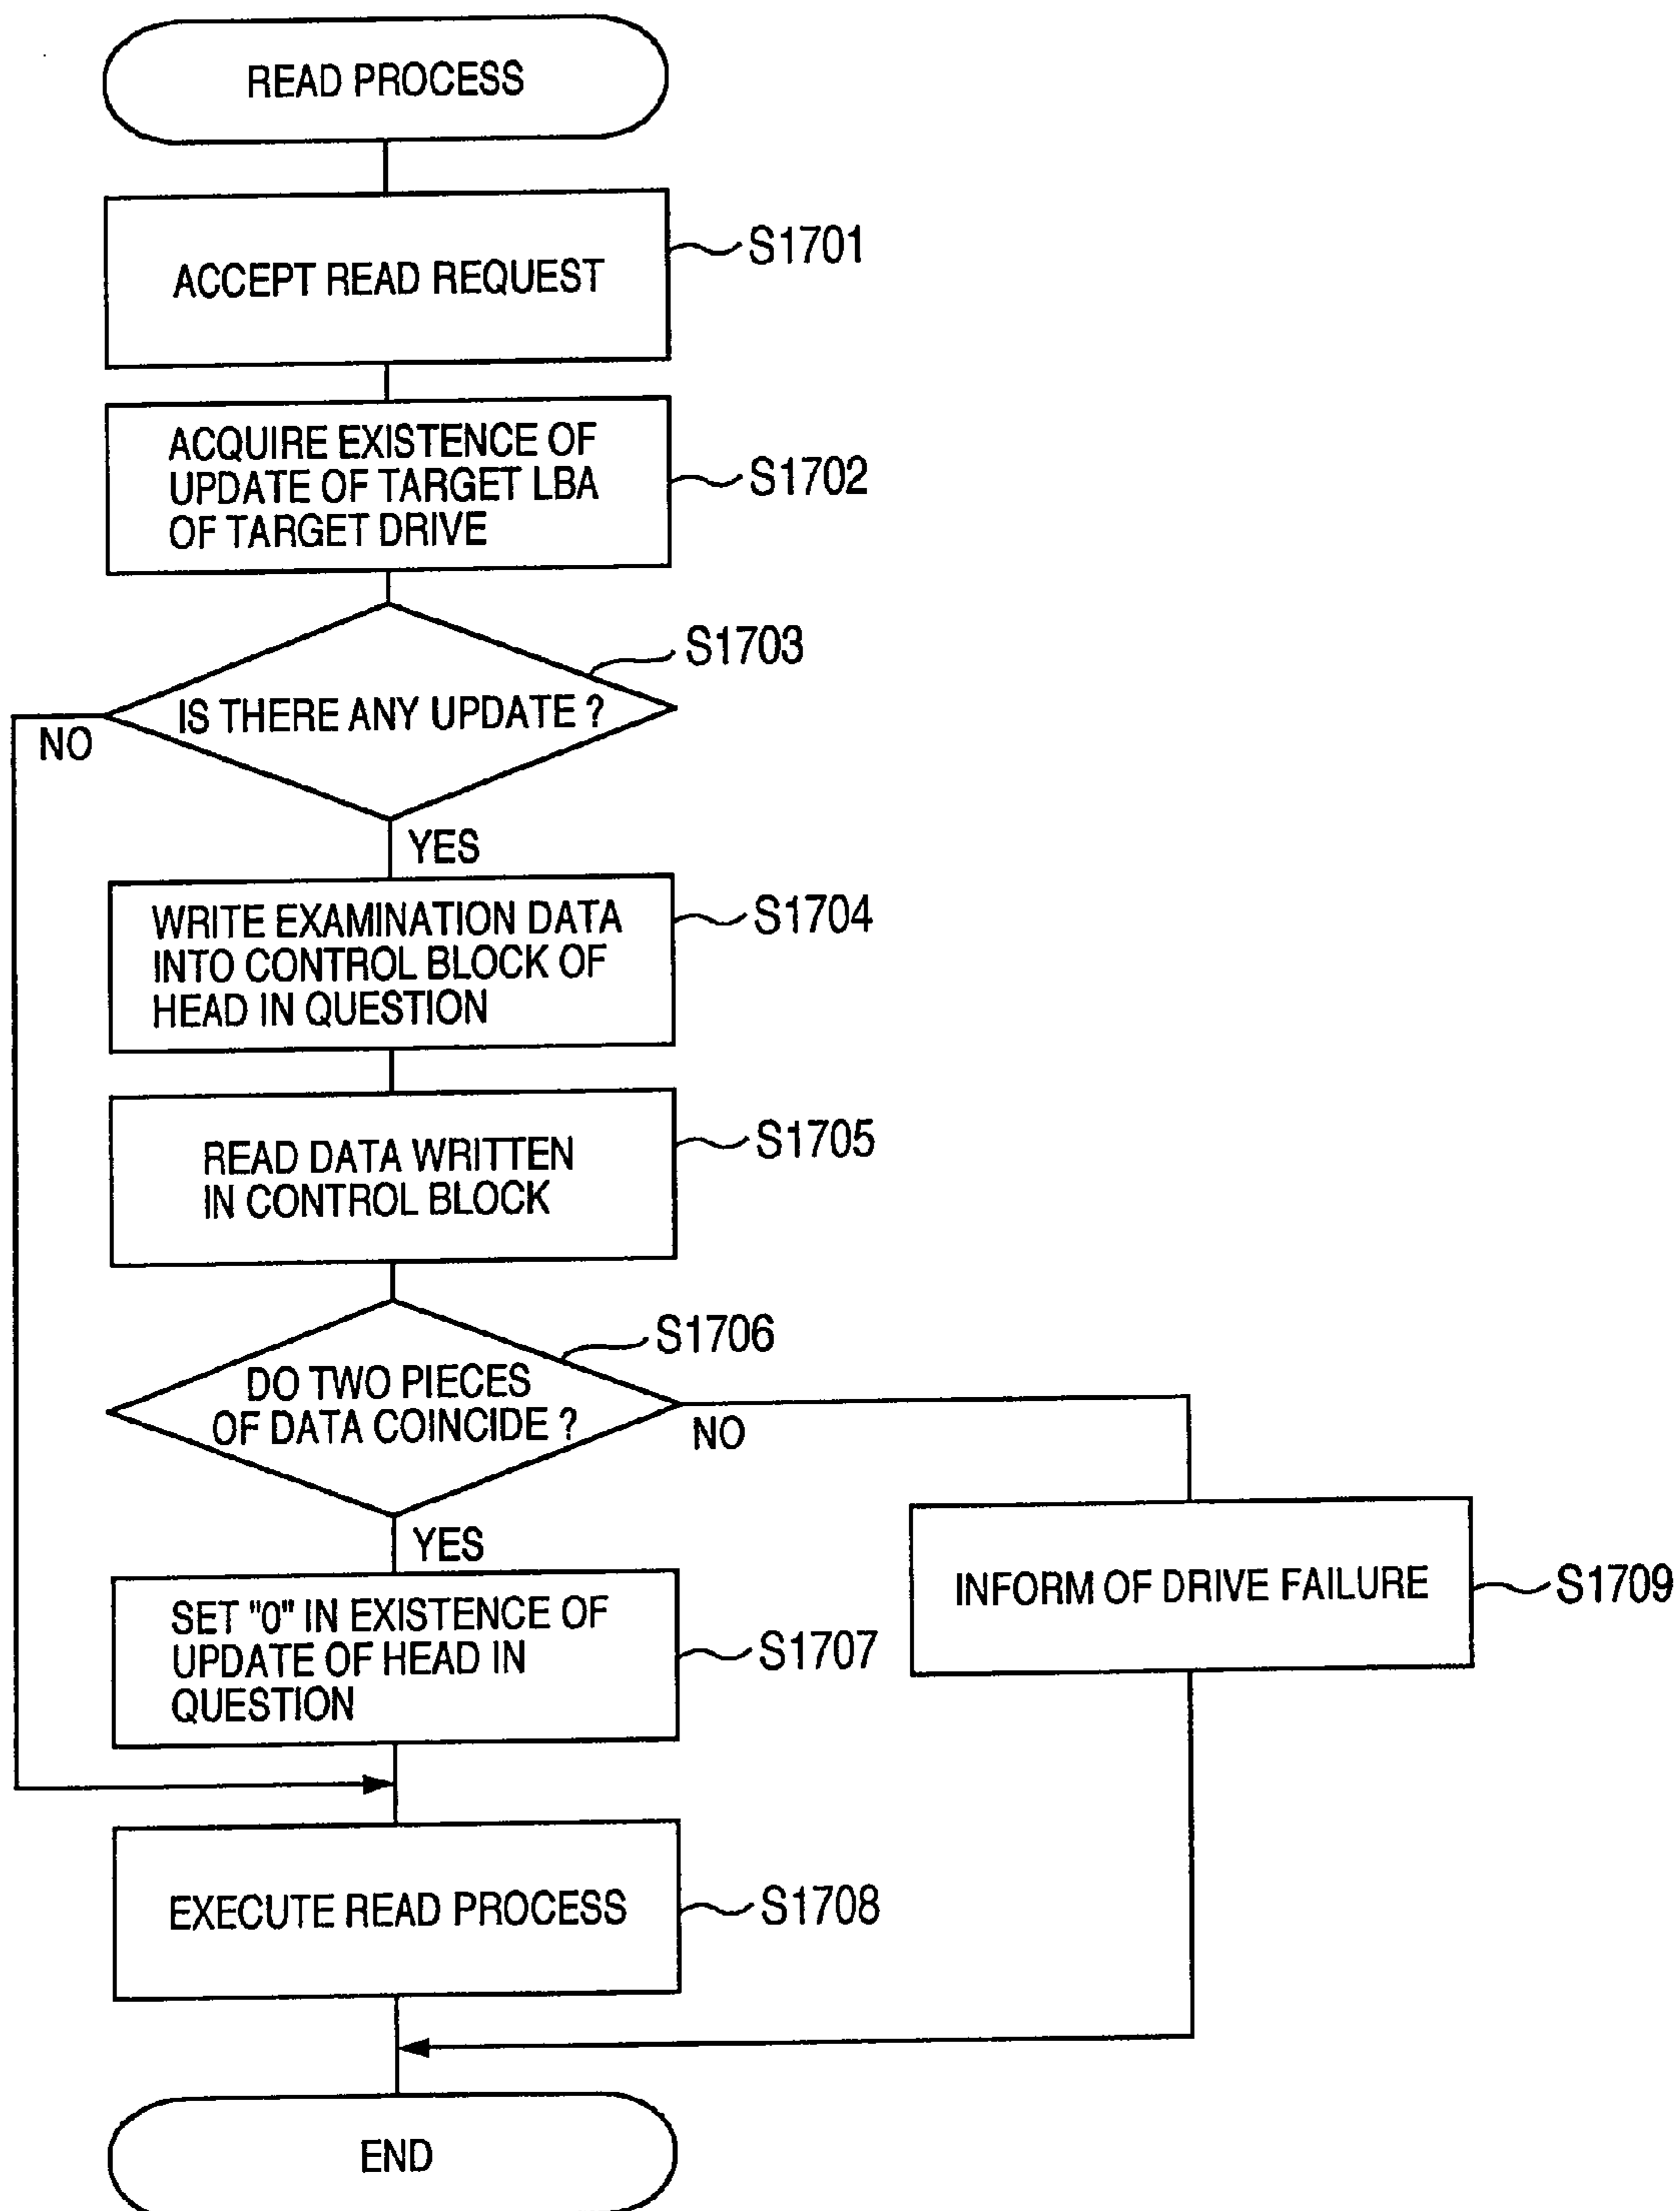 READ PROCESS
ACCEPT READ REQUEST
S1701
ACQUIRE EXISTENCE OF
UPDATE OF TARGET LBA
OF TARGET DRIVE
S1702
S1703
IS THERE ANY UPDATE ?
NO
YES
WRITE EXAMINATION DATA
INTO CONTROL BLOCK OF
HEAD IN QUESTION
S1704
READ DATA WRITTEN
IN CONTROL BLOCK
S1705
S1706
DO TWO PIECES
OF DATA COINCIDE ?
NO
YES
SET "0" IN EXISTENCE OF
UPDATE OF HEAD IN
QUESTION
S1707
INFORM OF DRIVE FAILURE
S1709
EXECUTE READ PROCESS
S1708
END